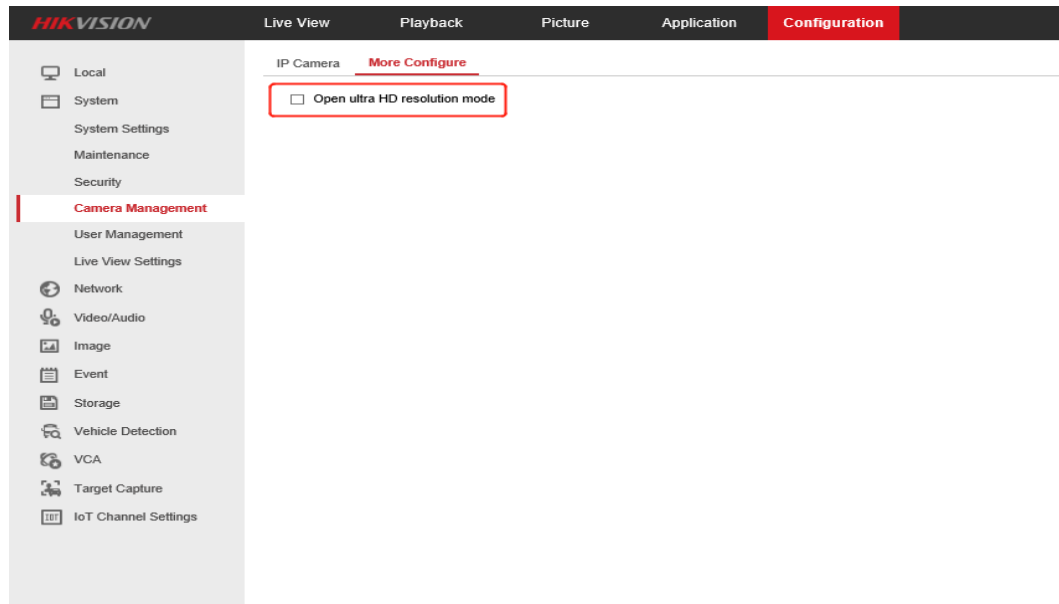 HIKVISION
Live View Playback Picture Application Configuration
IP Camera More Configure
Open ultra HD resolution mode
Local
System
System Settings
Maintenance
Security
Camera Management
User Management
Live View Settings
Network
Video/Audio
Image
Event
Storage
Vehicle Detection
VCA
Target Capture
IOT IoT Channel Settings